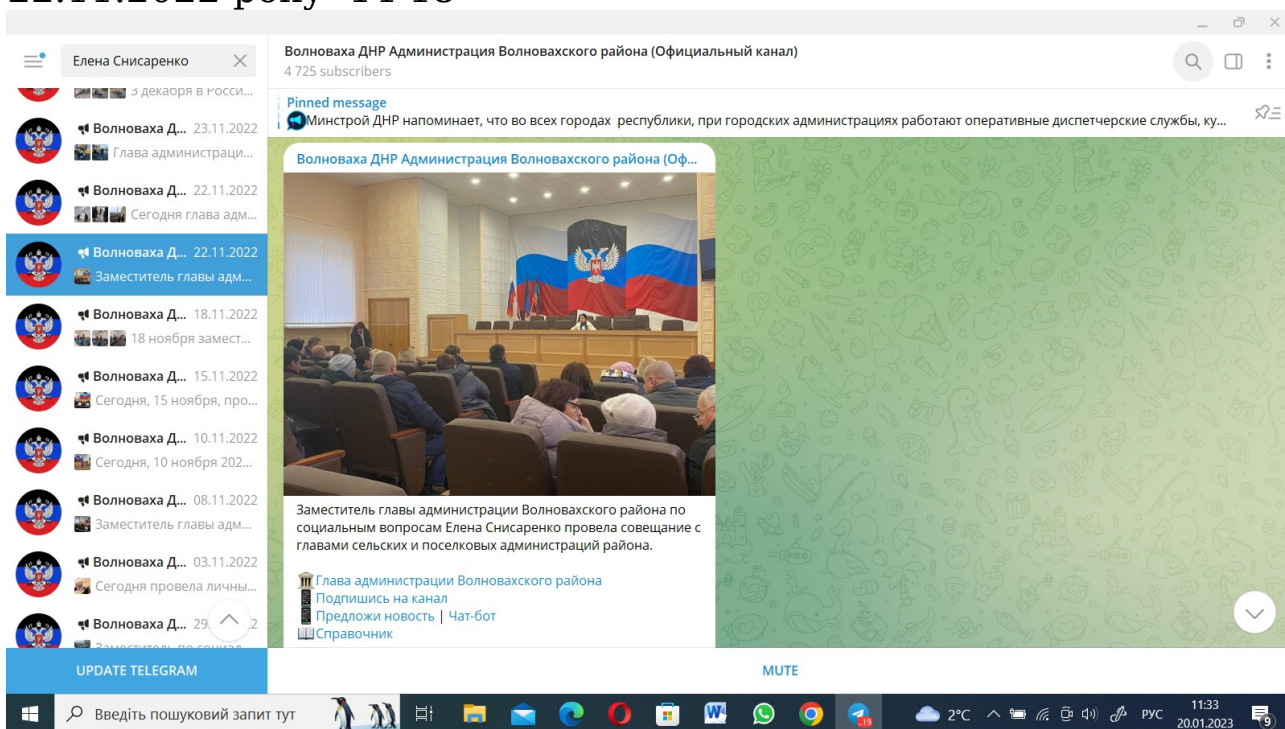 Елена Снисаренко
3 декабря в Росси...
Волноваха Д... 23.11.2022
Глава администраци...
Волноваха Д... 22.11.2022
Сегодня глава адм...
Волноваха Д... 22.11.2022
Заместитель главы адм...
Волноваха Д... 18.11.2022
18 ноября замест...
Волноваха Д... 15.11.2022
Сегодня, 15 ноября, про...
Волноваха Д... 10.11.2022
Сегодня, 10 ноября 202...
Волноваха Д... 08.11.2022
Заместитель главы адм...
Волноваха Д... 03.11.2022
Сегодня провела личны...
Волноваха Д...
UPDATE TELEGRAM
Волноваха ДНР Администрация Волновахского района (Официальный канал)
4 725 subscribers
Pinned message
Минстрой ДНР напоминает, что во всех городах республики, при городских администрациях работают оперативные диспетчерские службы, ку...
Волноваха ДНР Администрация Волновахского района (Оф...
Заместитель главы администрации Волновахского района по
социальным вопросам Елена Снисаренко провела совещание с
главами сельских и поселковых администраций района.
Глава администрации Волновахского района
Подпишись на канал
Предложи новость | Чат-бот
Справочник
MUTE
Введіть пошуковий запит тут
19
2°C
РУС
11:33
20.01.2023
9